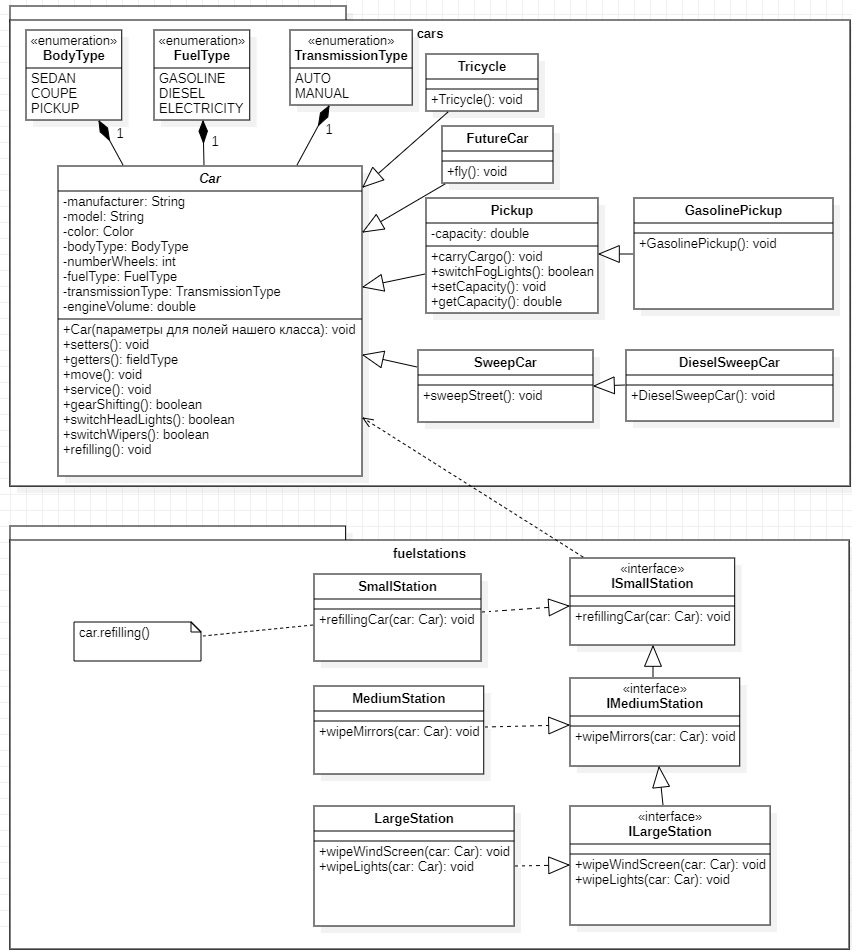 cars
«enumeration»
BodyType
SEDAN
COUPE
PICKUP
1
«enumeration»
FuelType
GASOLINE
DIESEL
ELECTRICITY
1
«enumeration»
TransmissionType
AUTO
MANUAL
1
Tricycle
+Tricycle(): void
FutureCar
+fly(): void
Car
-manufacturer: String
-model: String
-color: Color
-bodyType: BodyType
-numberWheels: int
-fuelType: FuelType
-transmissionType: TransmissionType
-engineVolume: double
+Car(параметры для полей нашего класса): void
+setters(): void
+getters(): fieldType
+move(): void
+service(): void
+gearShifting(): boolean
+switchHeadLights(): boolean
+switchWipers(): boolean
+refilling(): void
Pickup
-capacity: double
+carryCargo(): void
+switchFogLights(): boolean
+setCapacity(): void
+getCapacity(): double
GasolinePickup
+GasolinePickup(): void
SweepCar
+sweepStreet(): void
DieselSweepCar
+DieselSweepCar(): void
fuelstations
car.refilling()
SmallStation
+refillingCar(car: Car): void
«interface»
ISmallStation
+refillingCar(car: Car): void
MediumStation
+wipeMirrors(car: Car): void
«interface»
IMediumStation
+wipeMirrors(car: Car): void
LargeStation
+wipeWindScreen(car: Car): void
+wipeLights(car: Car): void
«interface»
ILargeStation
+wipeWindScreen(car: Car): void
+wipeLights(car: Car): void